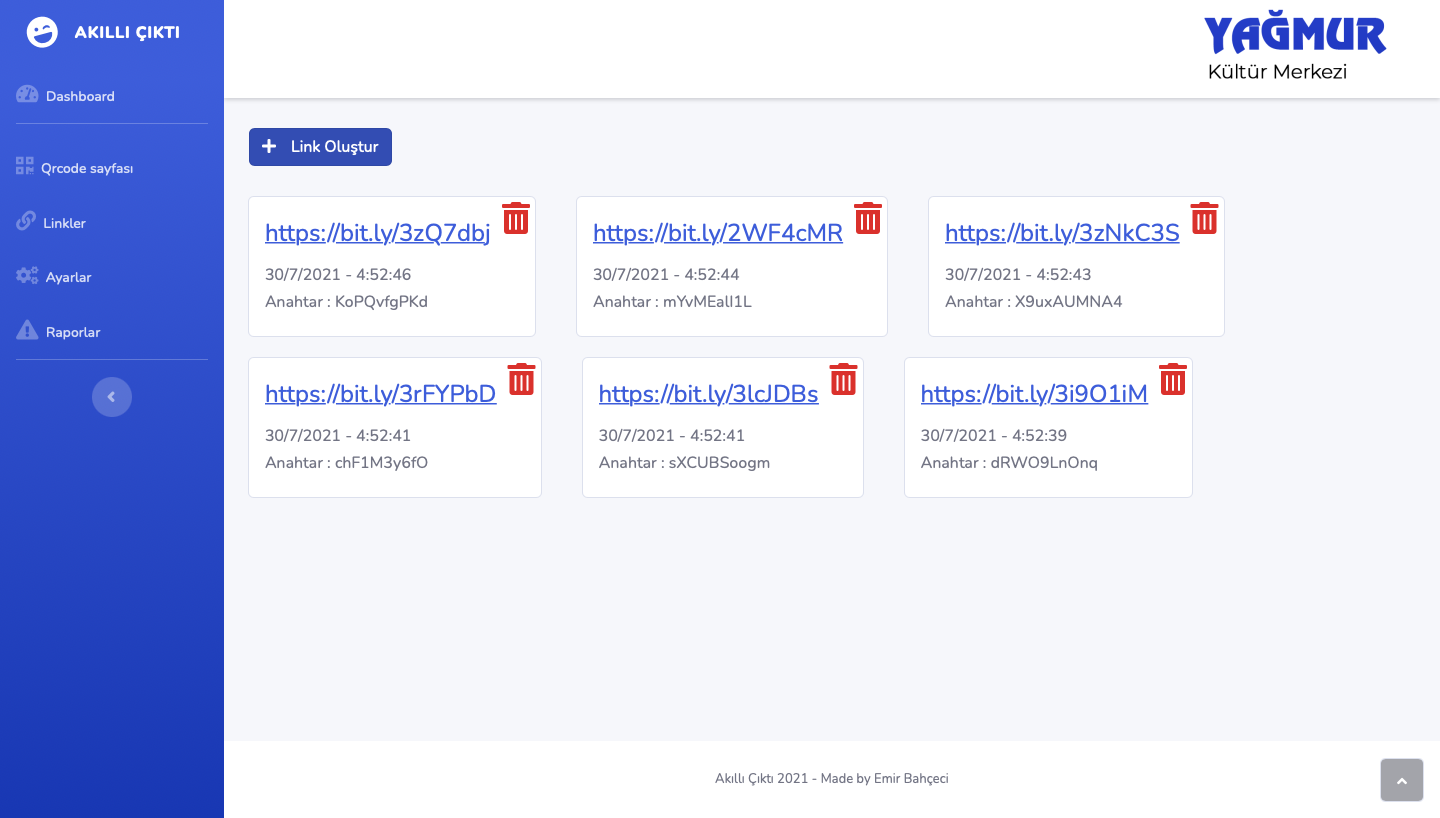 AKILLI ÇIKTI
Dashboard
Qrcode sayfası
Linkler
Ayarlar
Raporlar
YAĞMUR
Kültür Merkezi
Link Oluştur
https://bit.ly/3zQ7dbj
30/7/2021 - 4:52:46
Anahtar : KoPQvfgPKd
https://bit.ly/2WF4cMR
30/7/2021 - 4:52:44
Anahtar : mYvMEalI1L
https://bit.ly/3zNkC3S
30/7/2021 - 4:52:43
Anahtar : X9uxAUMNA4
https://bit.ly/3rFYPbD
30/7/2021 - 4:52:41
Anahtar : chF1M3y6fO
https://bit.ly/3lcJDBs
30/7/2021 - 4:52:41
Anahtar : sXCUBSoogm
https://bit.ly/3i9O1iM
30/7/2021 - 4:52:39
Anahtar : dRWO9LnOnq
Akıllı Çıktı 2021 - Made by Emir Bahçeci